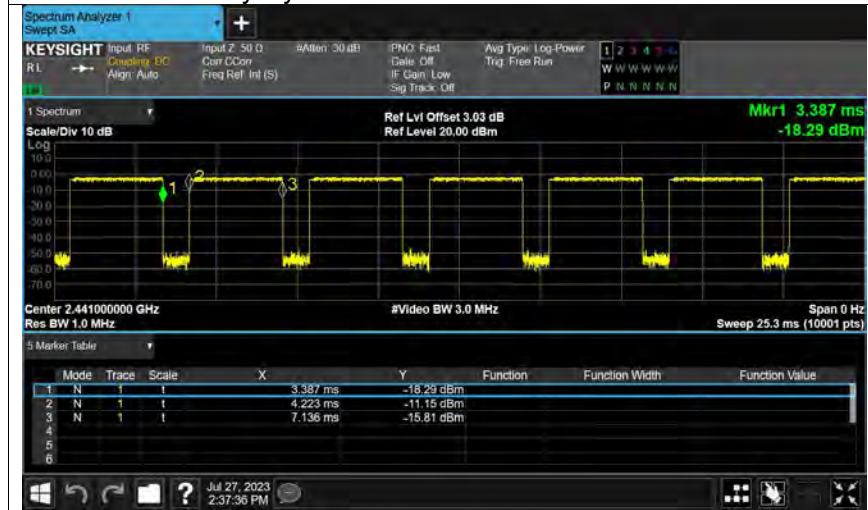 Spectrum Analyzer 1
Swept SA
+
KEYSIGHT Input: RF Input Z: 50 Ω #Atten: 30 dB PNO: Fast Avg Type: Log-Power 1 2 3 4 5 6
RL Coupling: DC Corr CCorr Gate: Off Trig: Free Run W W W W W W
Align: Auto Freq Ref: Int (S) IF Gain: Low
Sig Track: Off P N N N N N
1 Spectrum Ref Lvl Offset 3.03 dB Mkr1 3.387 ms
Scale/Div 10 dB Ref Level 20.00 dBm -18.29 dBm
Log
10.0
0.00
-10.0
-20.0
-30.0
-40.0
-50.0
-60.0
-70.0
1
2
3
Center 2.441000000 GHz #Video BW 3.0 MHz Span 0 Hz
Res BW 1.0 MHz Sweep 25.3 ms (10001 pts)
5 Marker Table
Mode Trace Scale X Y Function Function Width Function Value
1 N 1 t 3.387 ms -18.29 dBm
2 N 1 t 4.223 ms -11.15 dBm
3 N 1 t 7.136 ms -15.81 dBm
4
5
6
? Jul 27, 2023
2:37:36 PM